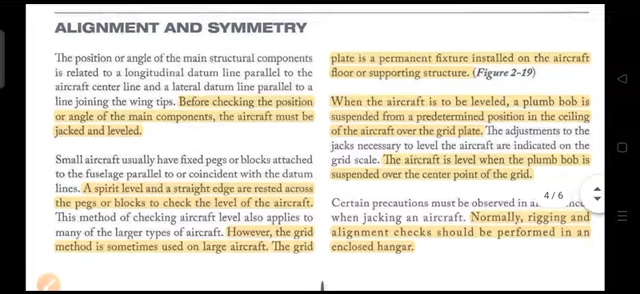 ALIGNMENT AND SYMMETRY
The position or angle of the main structural components
is related to a longitudinal datum line parallel to the
aircraft center line and a lateral datum line parallel to a
line joining the wing tips. Before checking the position
or angle of the main components, the aircraft must be
jacked and leveled.
Small aircraft usually have fixed pegs or blocks attached
to the fuselage parallel to or coincident with the datum
lines. A spirit level and a straight edge are rested across
the pegs or blocks to check the level of the aircraft.
This method of checking aircraft level also applies to
many of the larger types of aircraft. However, the grid
method is sometimes used on large aircraft. The grid
plate is a permanent fixture installed on the aircraft
floor or supporting structure. (Figure 2-19)
When the aircraft is to be leveled, a plumb bob is
suspended from a predetermined position in the ceiling
of the aircraft over the grid plate. The adjustments to
the jacks necessary to level the aircraft are indicated on
the grid scale. The aircraft is level when the plumb bob is
suspended over the center point of the grid.
Certain precautions must be observed in
when jacking an aircraft. Normally, rigging and
alignment checks should be performed in an
enclosed hangar.
4/6